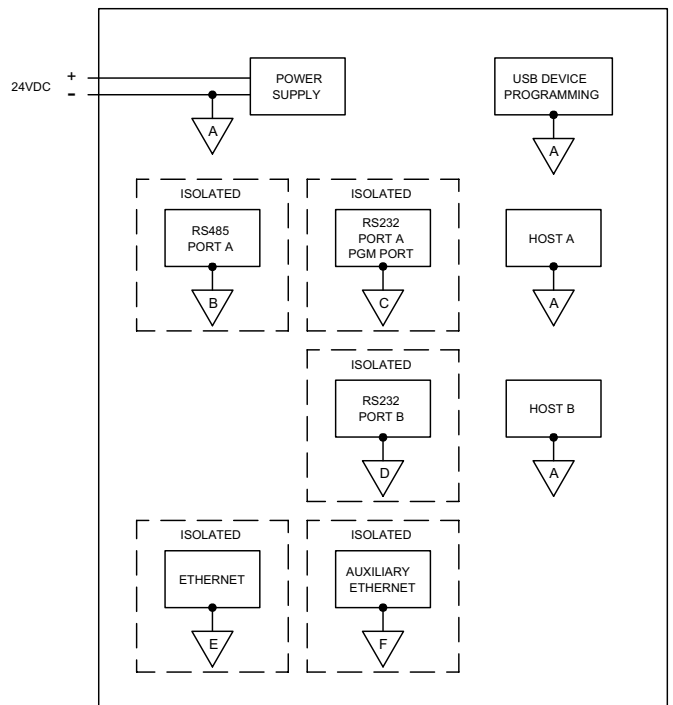 24VDC
+
-
POWER
SUPPLY
USB DEVICE
PROGRAMMING
A
A
ISOLATED
RS485
PORT A
B
ISOLATED
RS232
PORT A
PGM PORT
C
HOST A
A
ISOLATED
RS232
PORT B
D
HOST B
A
ISOLATED
ETHERNET
E
ISOLATED
AUXILIARY
ETHERNET
F